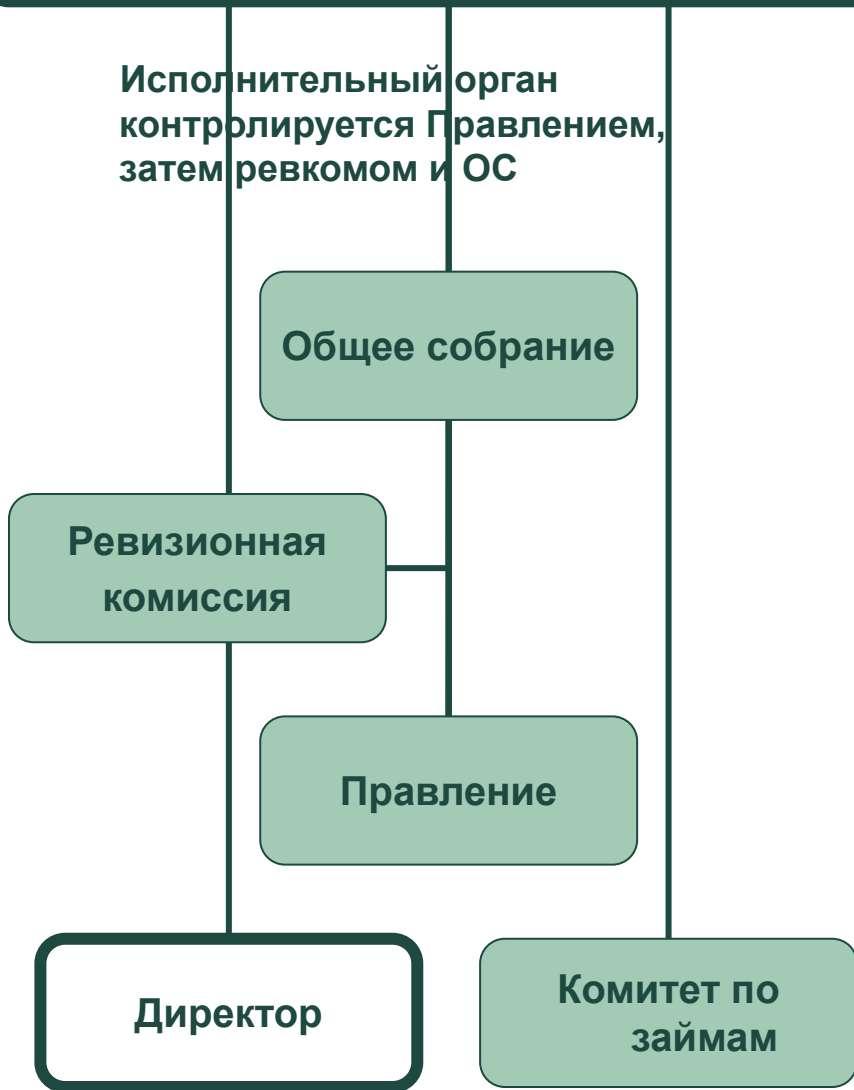 Исполнительный орган
контролируется Правлением,
затем ревкомом и ОС
Общее собрание
Ревизионная
комиссия
Правление
Директор
Комитет по
займам